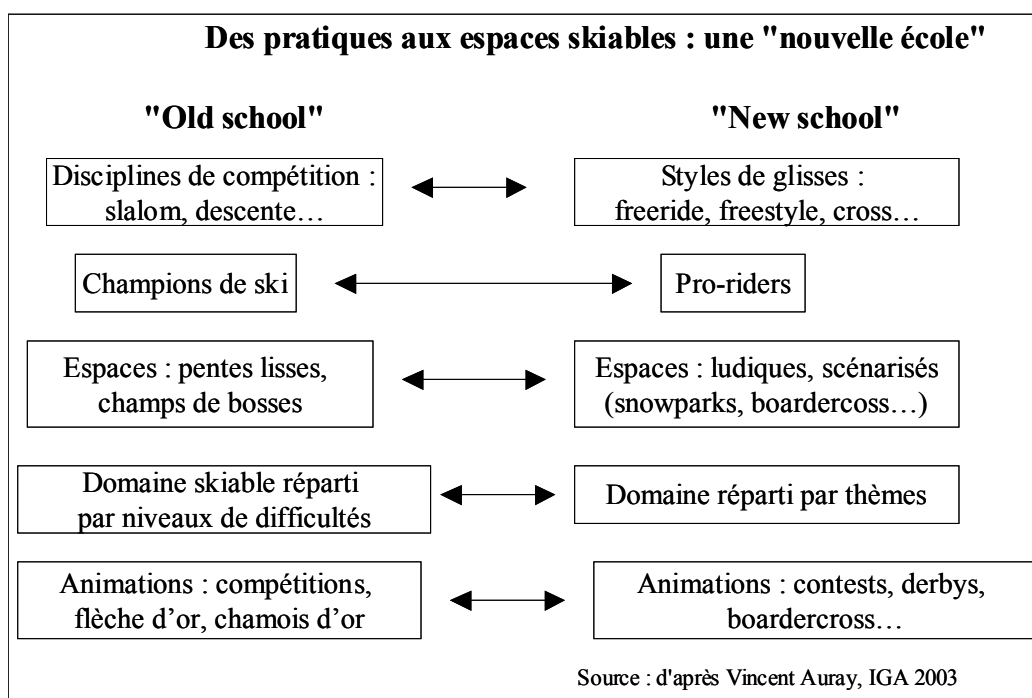 Des pratiques aux espaces skiables : une "nouvelle école"
"Old school"
"New school"
Disciplines de compétition :
slalom, descente…
Styles de glisses :
freeride, freestyle, cross…
Champions de ski
Pro-riders
Espaces : pentes lisses,
champs de bosses
Espaces : ludiques, scénarisés
(snowparks, boardercoss…)
Domaine skiable réparti
par niveaux de difficultés
Domaine réparti par thèmes
Animations : compétitions,
flèche d’or, chamois d’or
Animations : contests, derbys,
boardercross…
Source : d'après Vincent Auray, IGA 2003